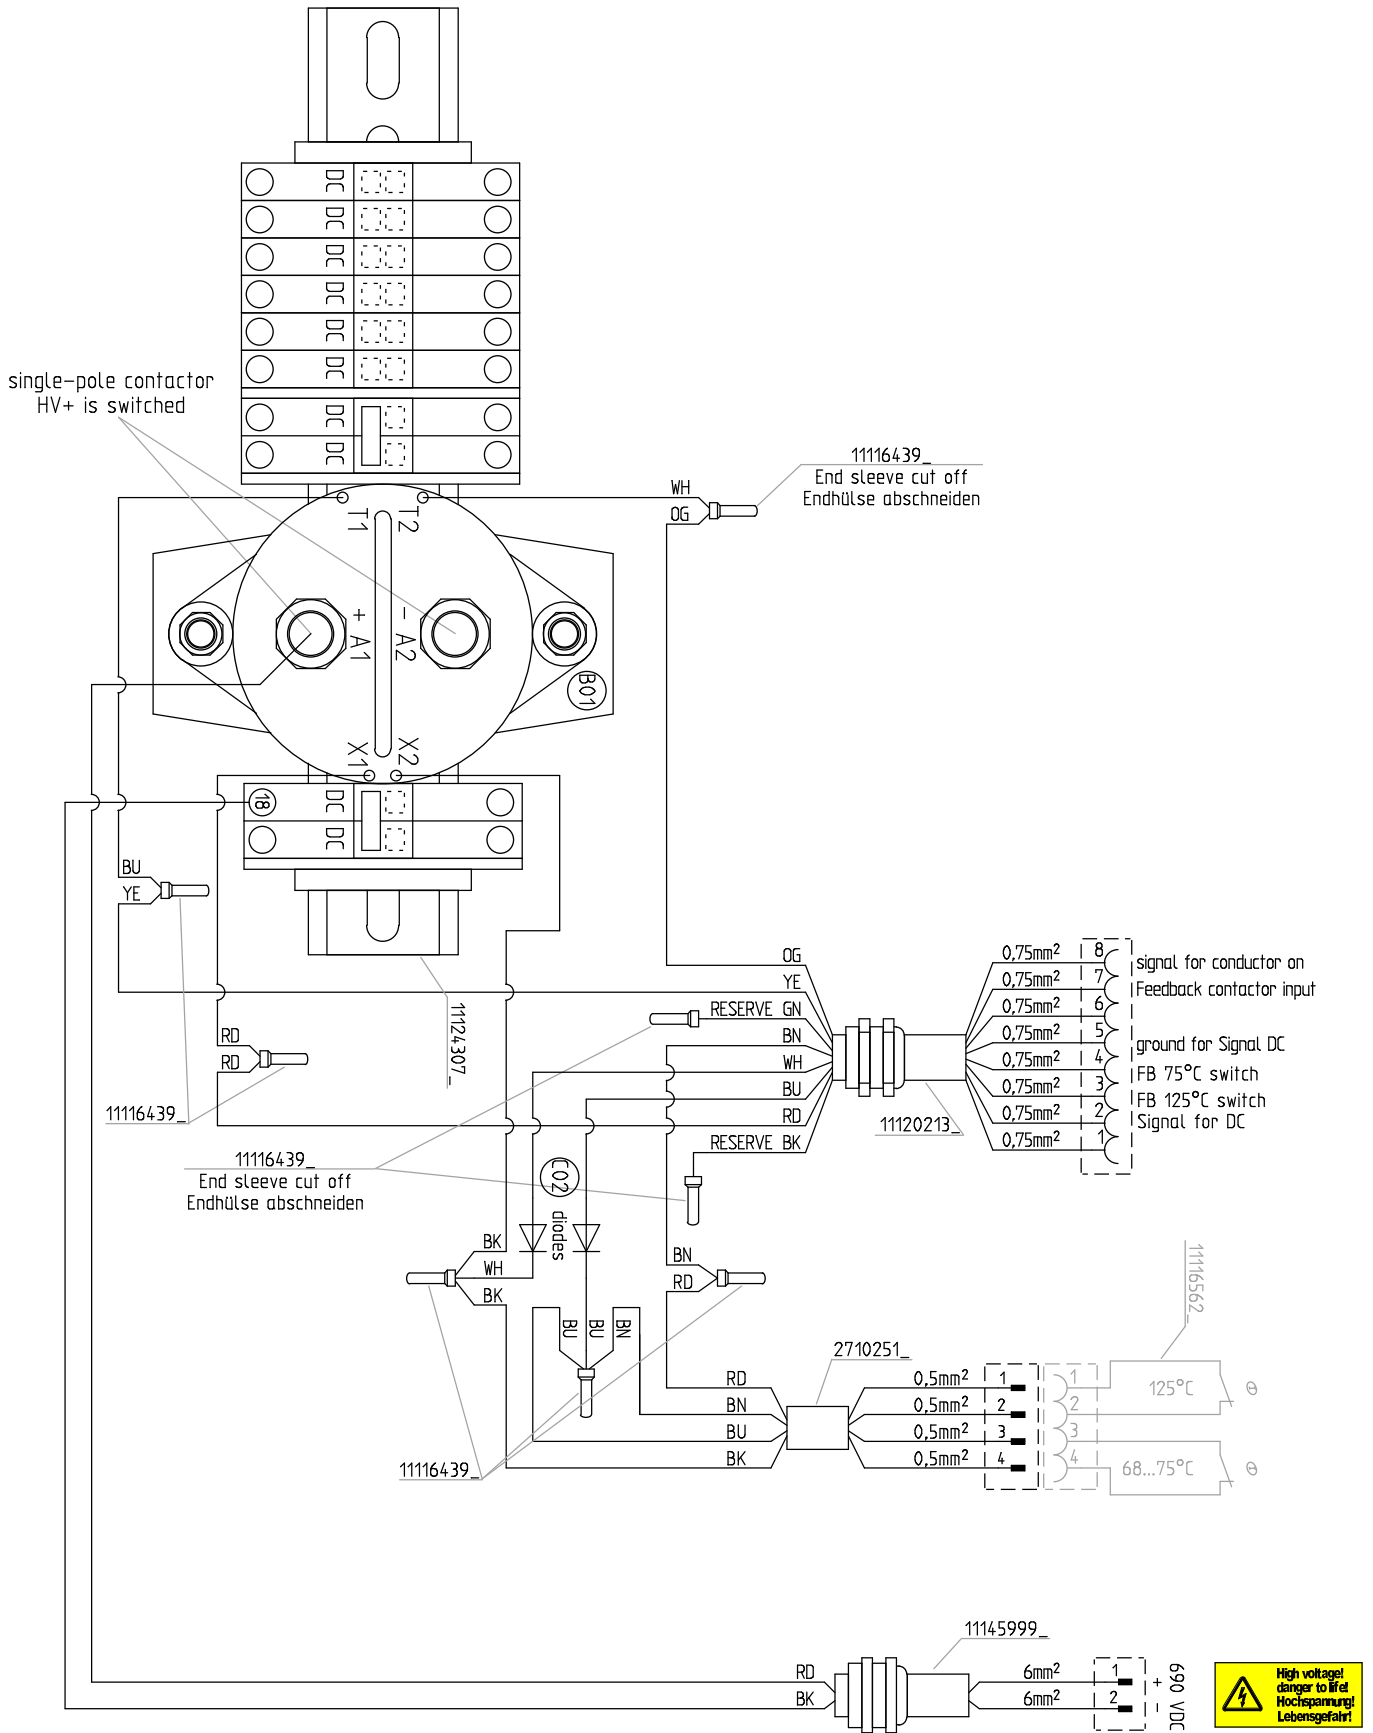 DC
DC
DC
DC
DC
DC
DC
DC
single-pole contactor
HV+ is switched
11116439_
End sleeve cut off
Endhülse abschneiden
WH
OG
T1
T2
+ A1
- A2
B01
X1
X2
18
DC
DC
BU
YE
11124307_
RD
RD
11116439_
11116439_
End sleeve cut off
Endhülse abschneiden
OG
YE
RESERVE GN
BN
WH
BU
RD
RESERVE BK
11120213_
0,75mm²
0,75mm²
0,75mm²
0,75mm²
0,75mm²
0,75mm²
0,75mm²
0,75mm²
8
7
6
5
4
3
2
1
signal for conductor on
Feedback contactor input
ground for Signal DC
FB 75°C switch
FB 125°C switch
Signal for DC
C02
diodes
BK
WH
BK
BU
BU
BN
BN
RD
11116439_
2710251_
RD
BN
BU
BK
0,5mm²
0,5mm²
0,5mm²
0,5mm²
1
2
3
4
1
2
3
4
11116562_
125°C
68...75°C
11145999_
RD
BK
6mm²
6mm²
1
2
+
-
690 VDC
High voltage!
danger to life!
Hochspannung!
Lebensgefahr!